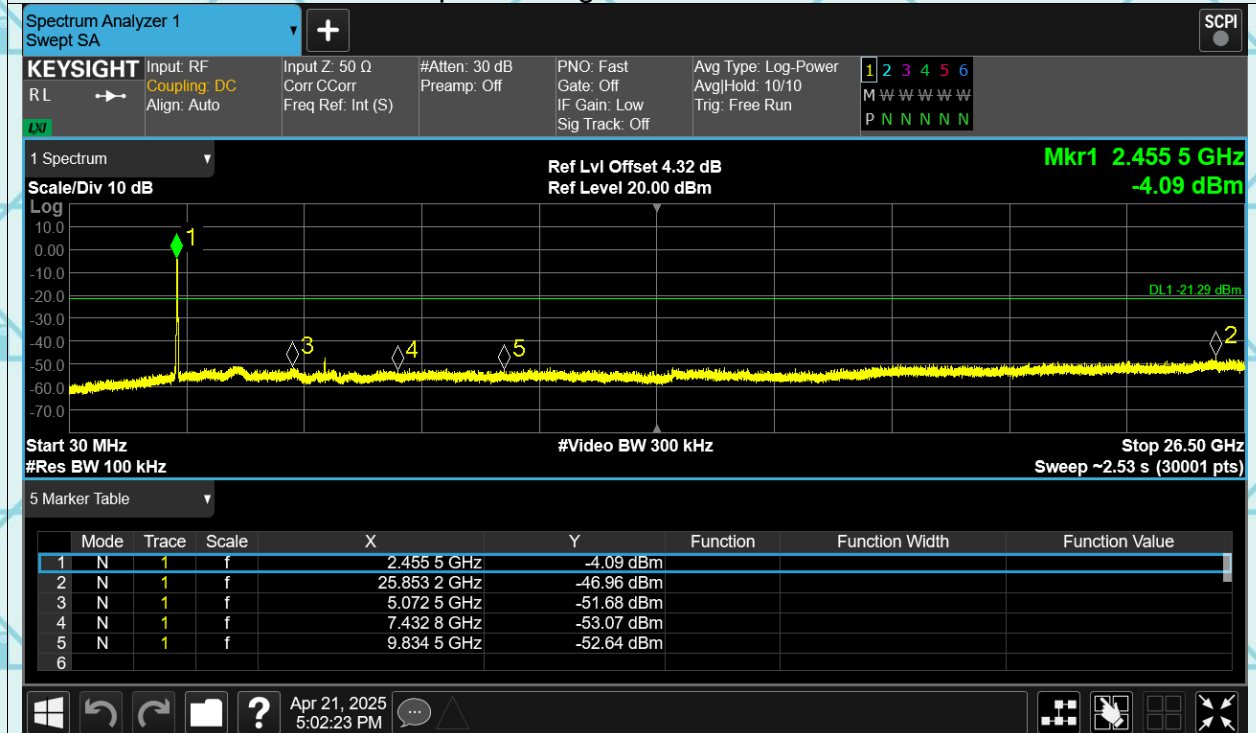 Spectrum Analyzer 1
Swept SA
+
SCPI
KEYSIGHT
R L
LXI
Input: RF
Coupling: DC
Align: Auto
Input Z: 50 Ω
Corr CCorr
Freq Ref: Int (S)
#Atten: 30 dB
Preamp: Off
PNO: Fast
Gate: Off
IF Gain: Low
Sig Track: Off
Avg Type: Log-Power
Avg|Hold: 10/10
Trig: Free Run
1 2 3 4 5 6
M W W W W W
P N N N N N
1 Spectrum
Scale/Div 10 dB
Ref Lvl Offset 4.32 dB
Ref Level 20.00 dBm
Mkr1 2.455 5 GHz
-4.09 dBm
Log
10.0
0.00
-10.0
-20.0
-30.0
-40.0
-50.0
-60.0
-70.0
1
3
4
5
2
DL1 -21.29 dBm
Start 30 MHz
#Video BW 300 kHz
Stop 26.50 GHz
#Res BW 100 kHz
Sweep ~2.53 s (30001 pts)
5 Marker Table
Mode Trace Scale X Y Function Function Width Function Value
1 N 1 f 2.455 5 GHz -4.09 dBm
2 N 1 f 25.853 2 GHz -46.96 dBm
3 N 1 f 5.072 5 GHz -51.68 dBm
4 N 1 f 7.432 8 GHz -53.07 dBm
5 N 1 f 9.834 5 GHz -52.64 dBm
6
?
Apr 21, 2025
5:02:23 PM